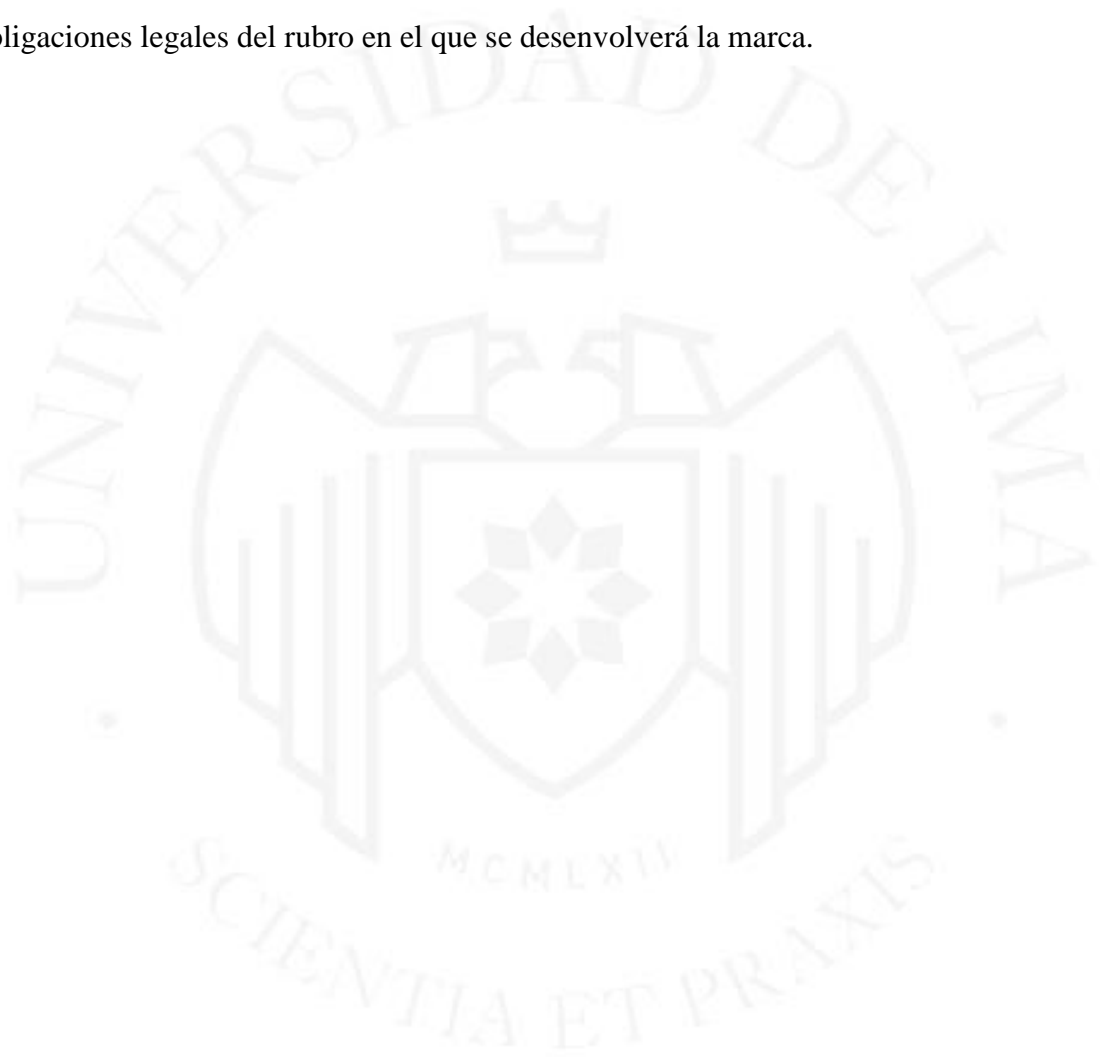 bligaciones legales del rubro en el que se desenvolverá la marca.
UNIVERSIDAD DE LIMA
MCMLXII
SCIENTIA ET PRAXIS